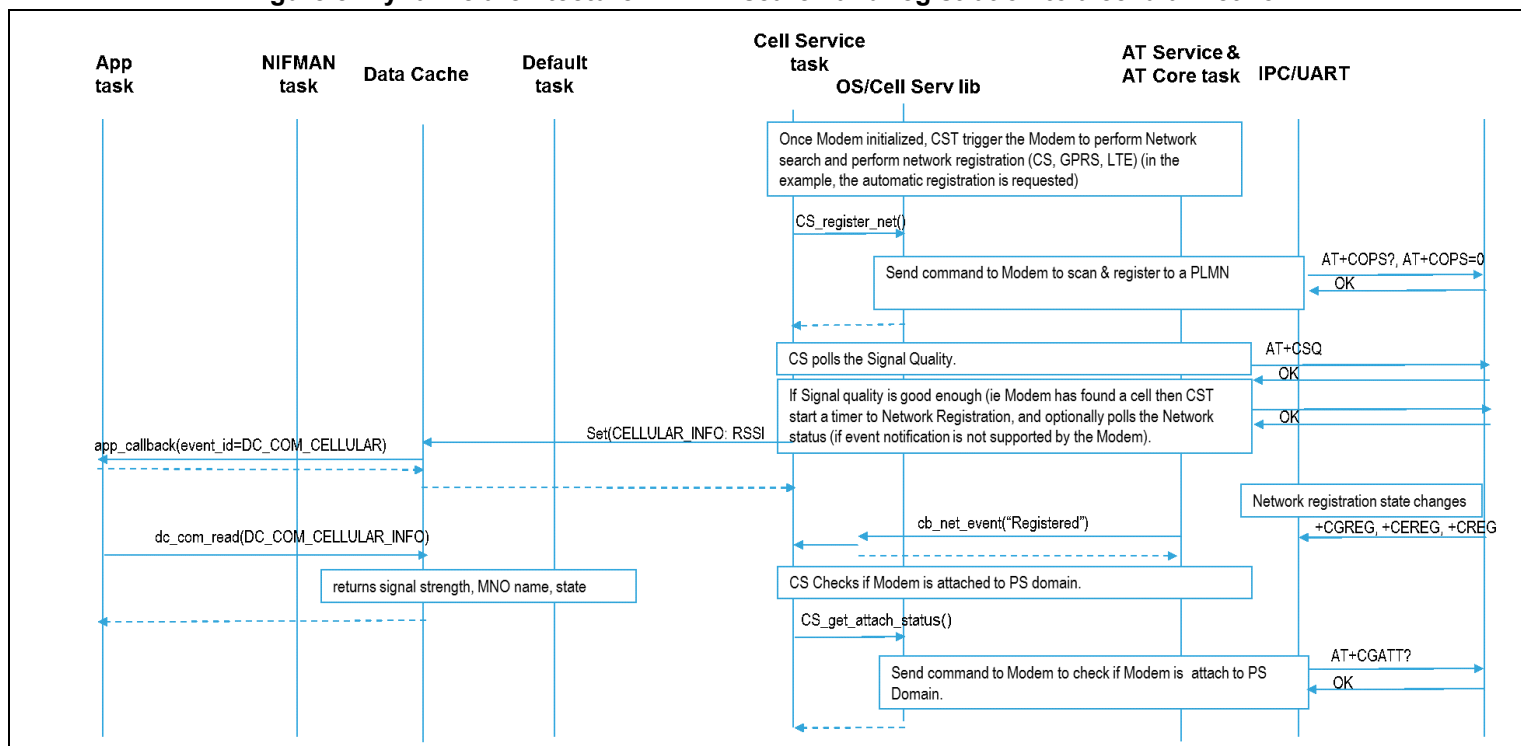 App
task
NIFMAN
task
Data Cache
Default
task
Cell Service
task
OS/Cell Serv lib
AT Service &
AT Core task
IPC/UART
Once Modem initialized, CST trigger the Modem to perform Network
search and perform network registration (CS, GPRS, LTE) (in the
example, the automatic registration is requested)
CS_register_net()
Send command to Modem to scan & register to a PLMN
AT+COPS?, AT+COPS=0
OK
CS polls the Signal Quality.
AT+CSQ
OK
If Signal quality is good enough (ie Modem has found a cell then CST
start a timer to Network Registration, and optionally polls the Network
status (if event notification is not supported by the Modem).
OK
Set(CELLULAR_INFO: RSSI
app_callback(event_id=DC_COM_CELLULAR)
Network registration state changes
cb_net_event("Registered")
+CGREG, +CEREG, +CREG
dc_com_read(DC_COM_CELLULAR_INFO)
returns signal strength, MNO name, state
CS Checks if Modem is attached to PS domain.
CS_get_attach_status()
Send command to Modem to check if Modem is attach to PS
Domain.
AT+CGATT?
OK